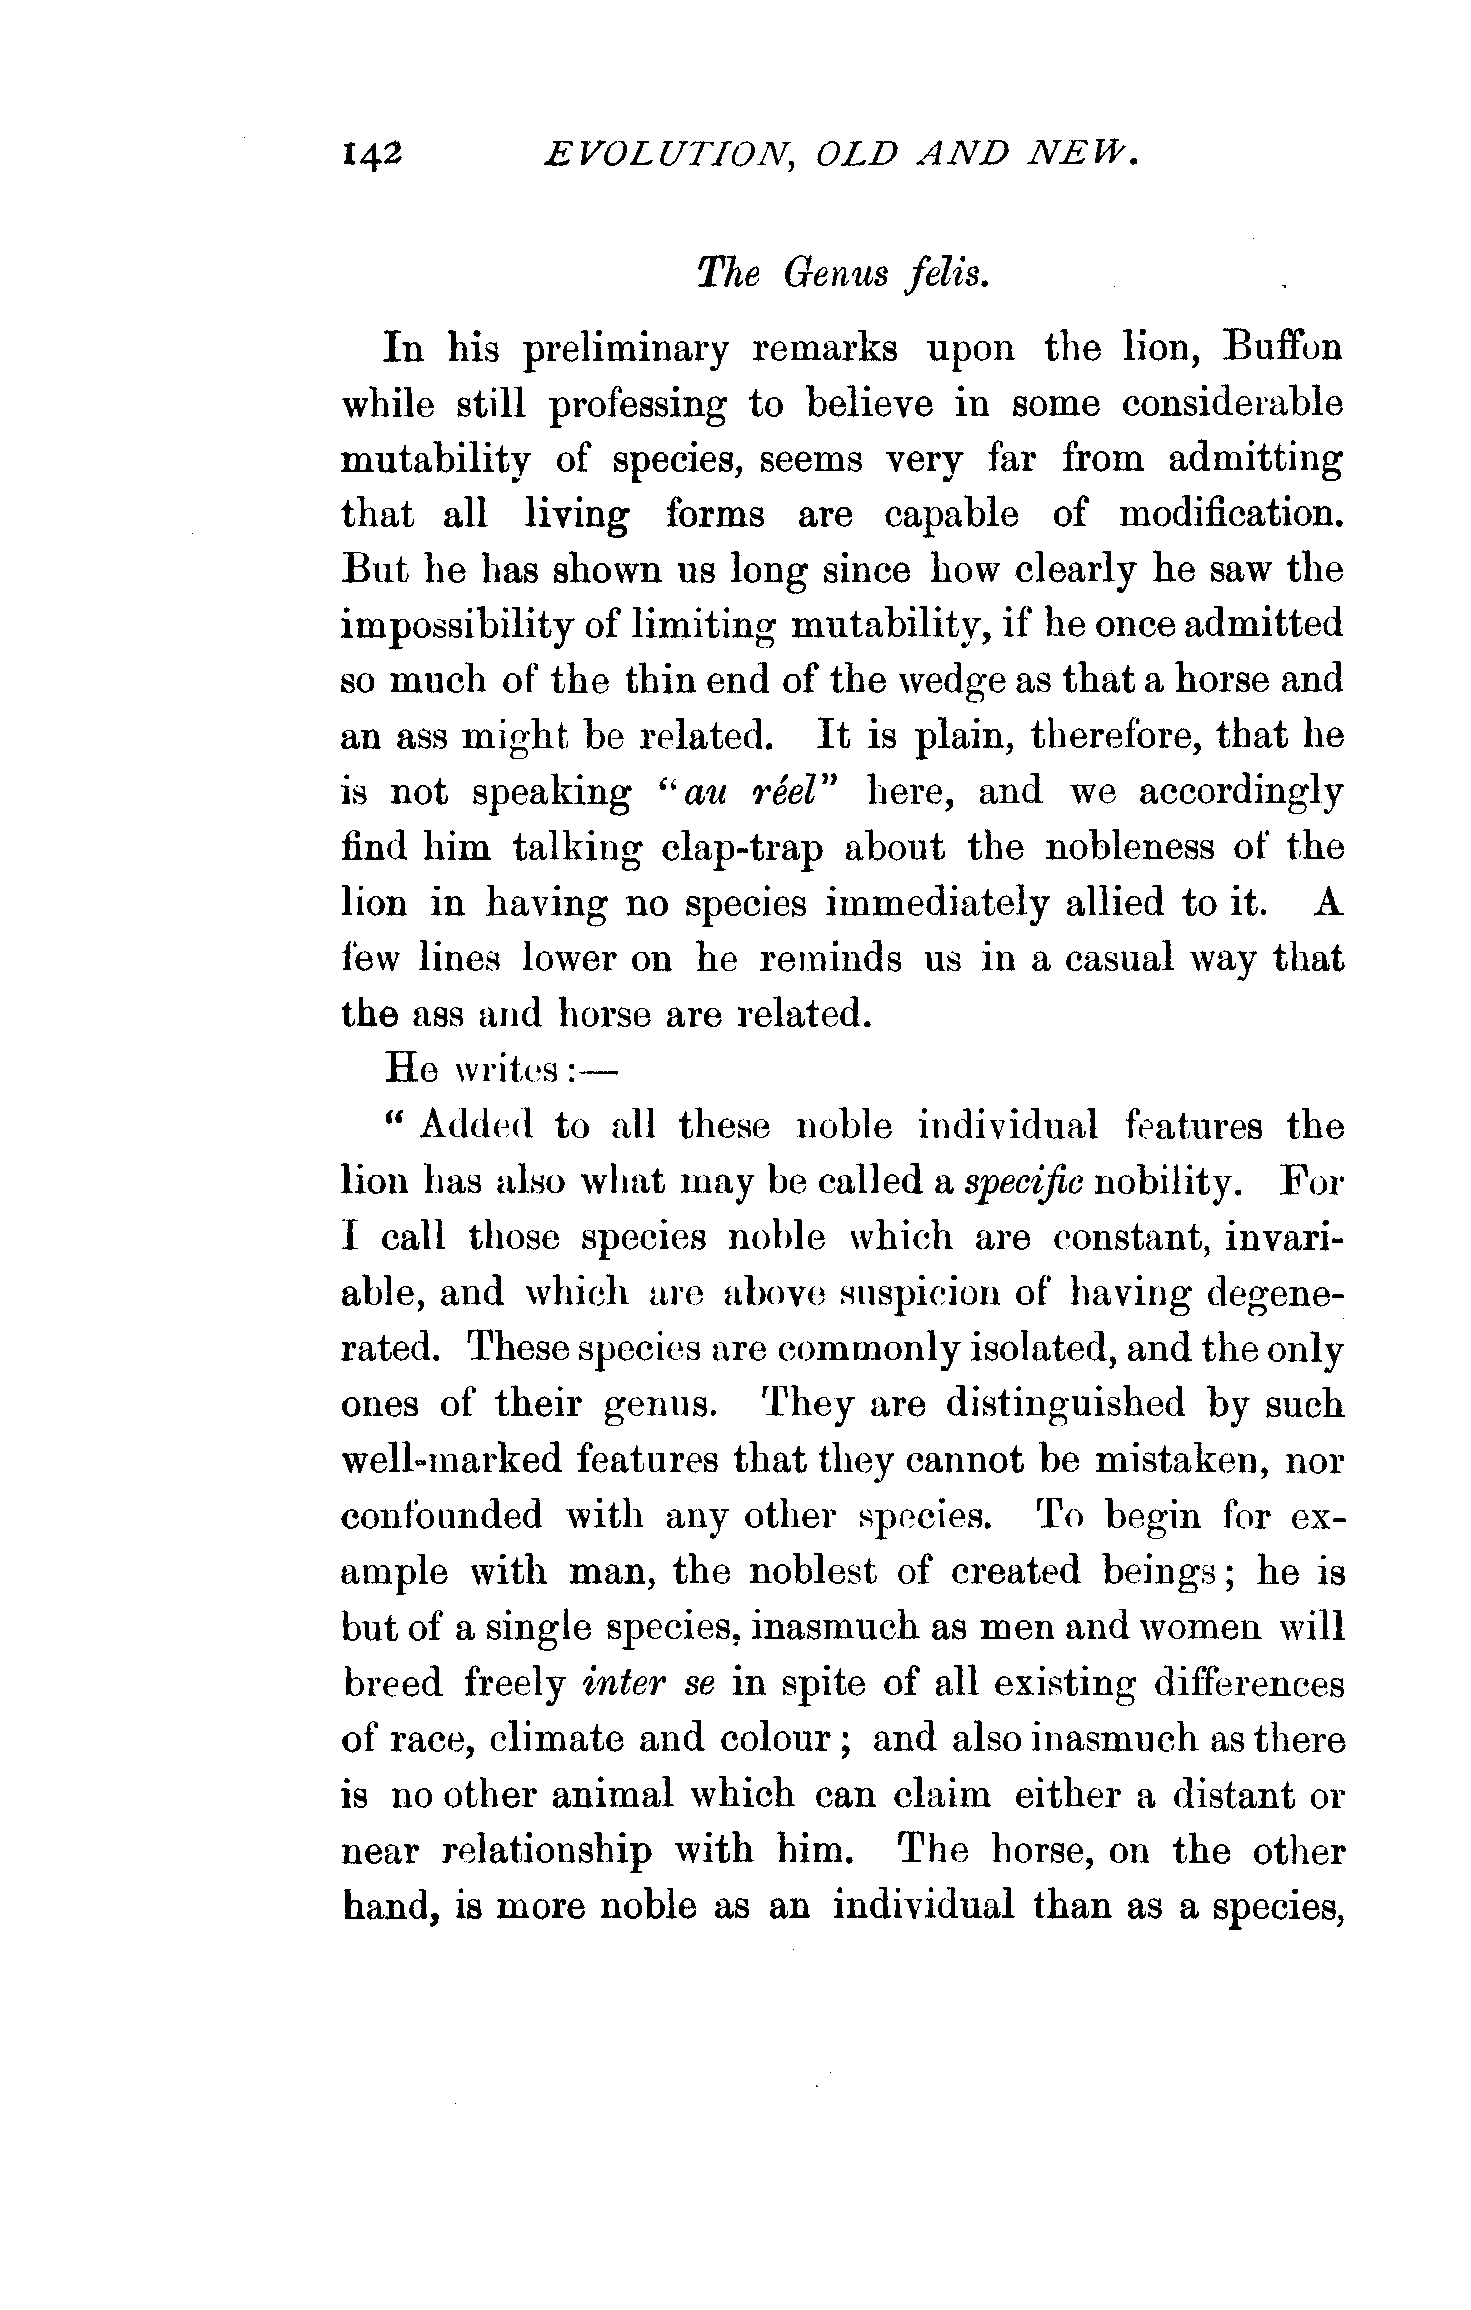 142 EVOLUTION, OLD AND NEW.
The Genus felis.
In his preliminary remarks upon the lion, Buffon
while still professing to believe in some considerable
mutability of species, seems very far from admitting
that all living forms are capable of modification.
But he has shown us long since how clearly he saw the
impossibility of limiting mutability, if he once admitted
so much of the thin end of the wedge as that a horse and
an ass might be related. It is plain, therefore, that he
is not speaking "au réel" here, and we accordingly
find him talking clap-trap about the nobleness of the
lion in having no species immediately allied to it. A
few lines lower on he reminds us in a casual way that
the ass and horse are related.
He writes:—
" Added to all these noble individual features the
lion has also what may be called a specific nobility. For
I call those species noble which are constant, invari-
able, and which are above suspicion of having degene-
rated. These species are commonly isolated, and the only
ones of their genus. They are distinguished by such
well-marked features that they cannot be mistaken, nor
confounded with any other species. To begin for ex-
ample with man, the noblest of created beings; he is
but of a single species, inasmuch as men and women will
breed freely inter se in spite of all existing differences
of race, climate and colour; and also inasmuch as there
is no other animal which can claim either a distant or
near relationship with him. The horse, on the other
hand, is more noble as an individual than as a species,